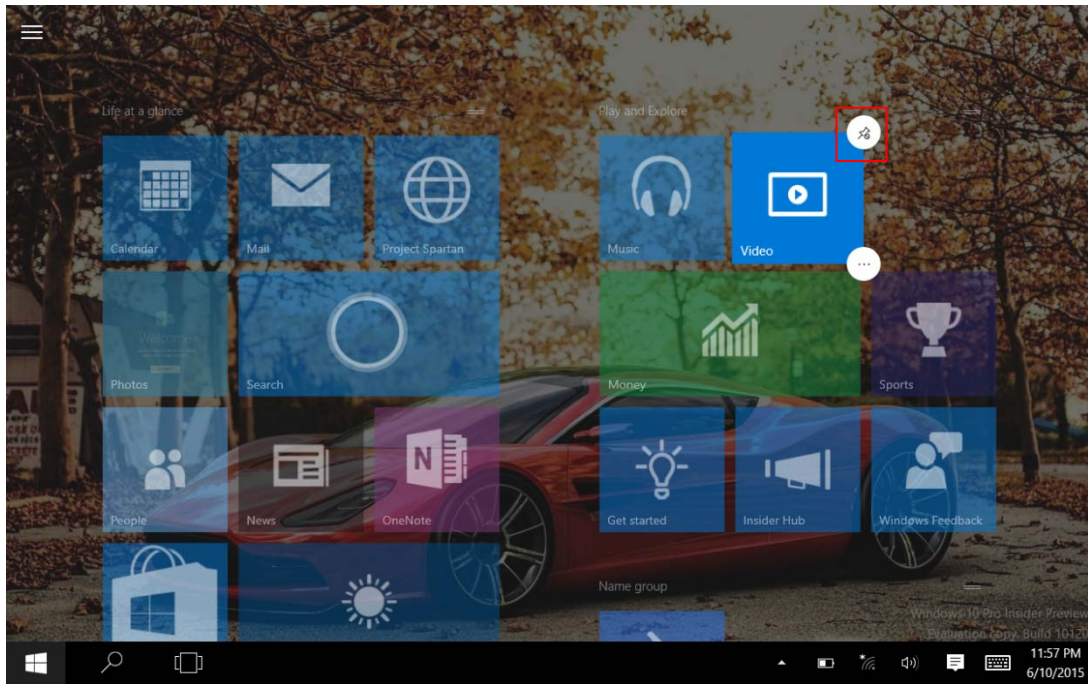 Life at a glance
Play and Explore
Calendar
Mail
Project Spartan
Music
Video
Photos
Welcome
Search
Money
Sports
People
News
N
OneNote
Get started
Insider Hub
Windows Feedback
Name group
Windows 10 Pro Insider Preview
Evaluation copy. Build 10120
11:57 PM
6/10/2015